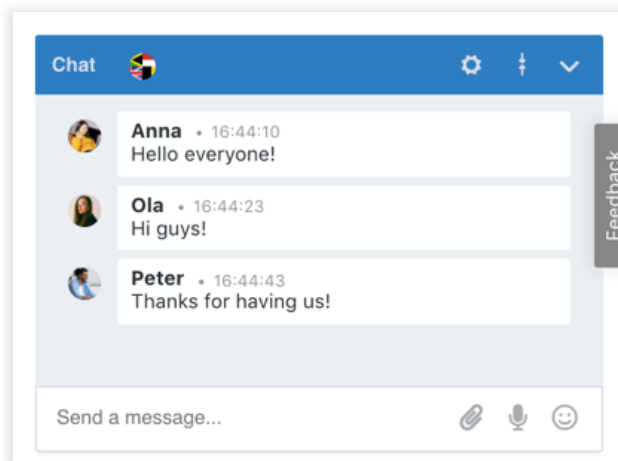 Chat
Anna • 16:44:10
Hello everyone!
Ola • 16:44:23
Hi guys!
Peter • 16:44:43
Thanks for having us!
Send a message...
Feedback